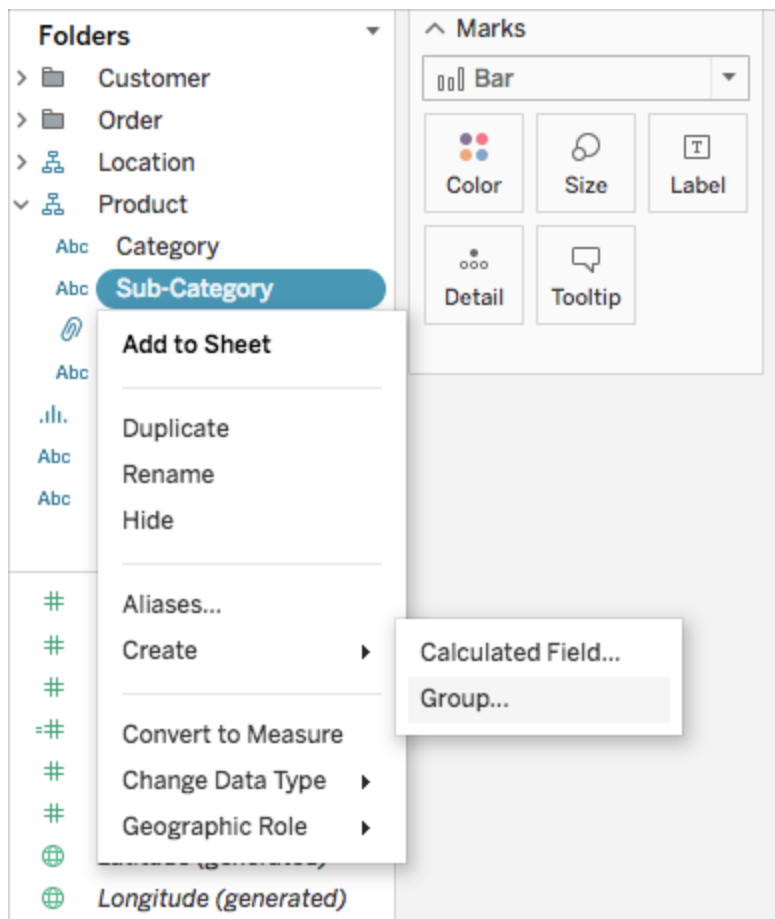 Folders
Customer
Order
Location
Product
Abc Category
Abc Sub-Category
Abc
Abc
Abc
Longitude (generated)
Add to Sheet
Duplicate
Rename
Hide
Aliases...
Create
Convert to Measure
Change Data Type
Geographic Role
Calculated Field...
Group...
Marks
Bar
Color
Size
T
Label
Detail
Tooltip